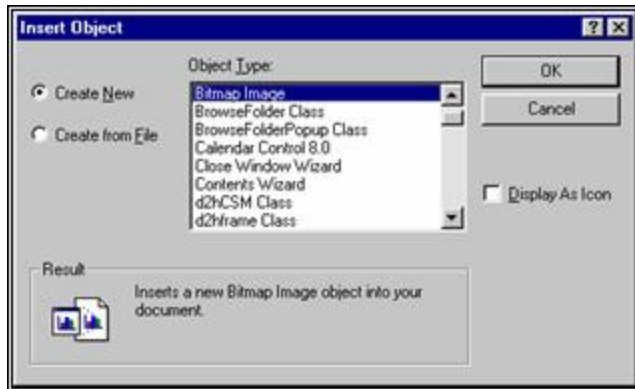 Insert Object
Object Type:
Create New
Create from File
Bitmap Image
BrowseFolder Class
BrowseFolderPopup Class
Calendar Control 8.0
Close Window Wizard
Contents Wizard
d2hCSM Class
d2hframe Class
OK
Cancel
Display As Icon
Result
Inserts a new Bitmap Image object into your
document.